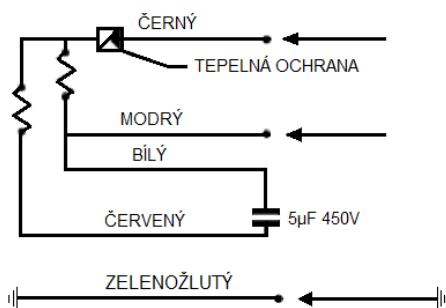 ČERNÝ
TEPELNÁ OCHRANA
MODRÝ
BÍLÝ
ČERVENÝ
5µF 450V
ZELENOŽLUTÝ